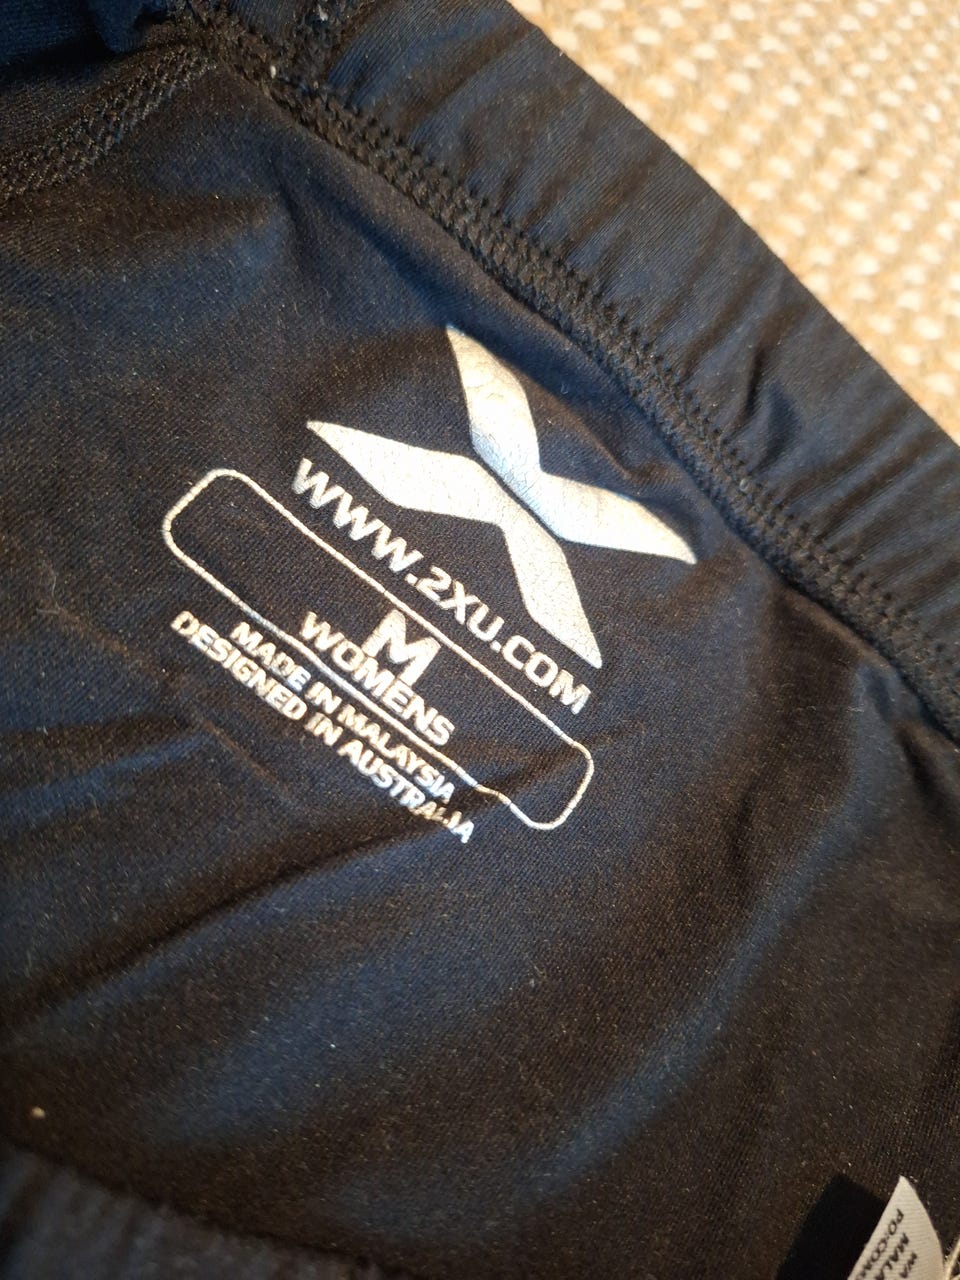 WWW.2XU.COM
M
WOMENS
MADE IN MALAYSIA
DESIGNED IN AUSTRALIA